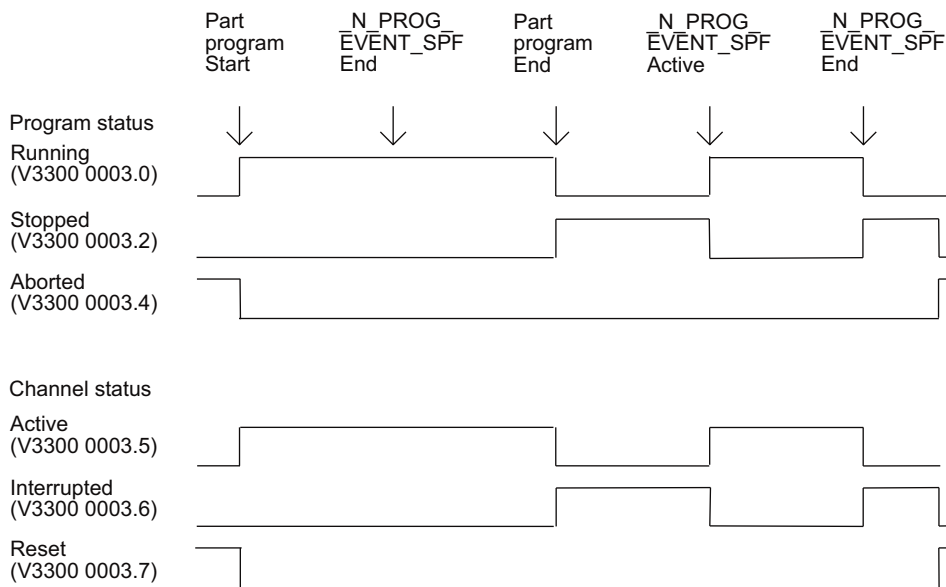 Part
program
Start
_N_PROG_
EVENT_SPF
End
Part
program
End
_N_PROG_
EVENT_SPF
Active
_N_PROG_
EVENT_SPF
End
Program status
Running
(V3300 0003.0)
Stopped
(V3300 0003.2)
Aborted
(V3300 0003.4)
Channel status
Active
(V3300 0003.5)
Interrupted
(V3300 0003.6)
Reset
(V3300 0003.7)